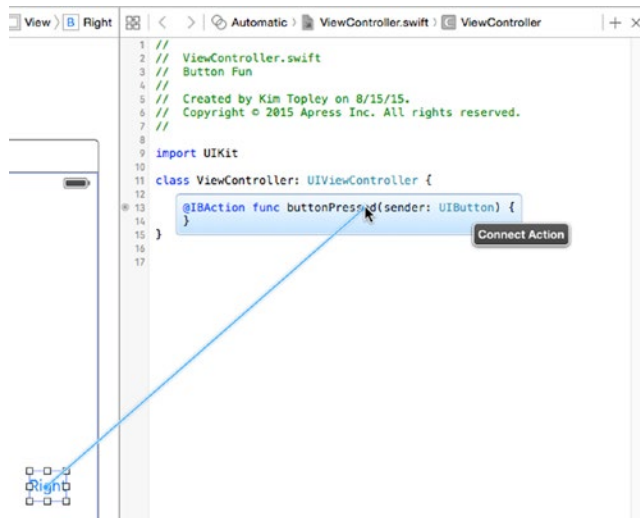 View B Right Automatic ViewController.swift ViewController
1 //
2 // ViewController.swift
3 // Button Fun
4 //
5 // Created by Kim Topley on 8/15/15.
6 // Copyright © 2015 Apress Inc. All rights reserved.
7 //
8
9 import UIKit
10
11 class ViewController: UIViewController {
12
13 @IBAction func buttonPressed(sender: UIButton) {
14 }
15 }
16
17
Connect Action
Right